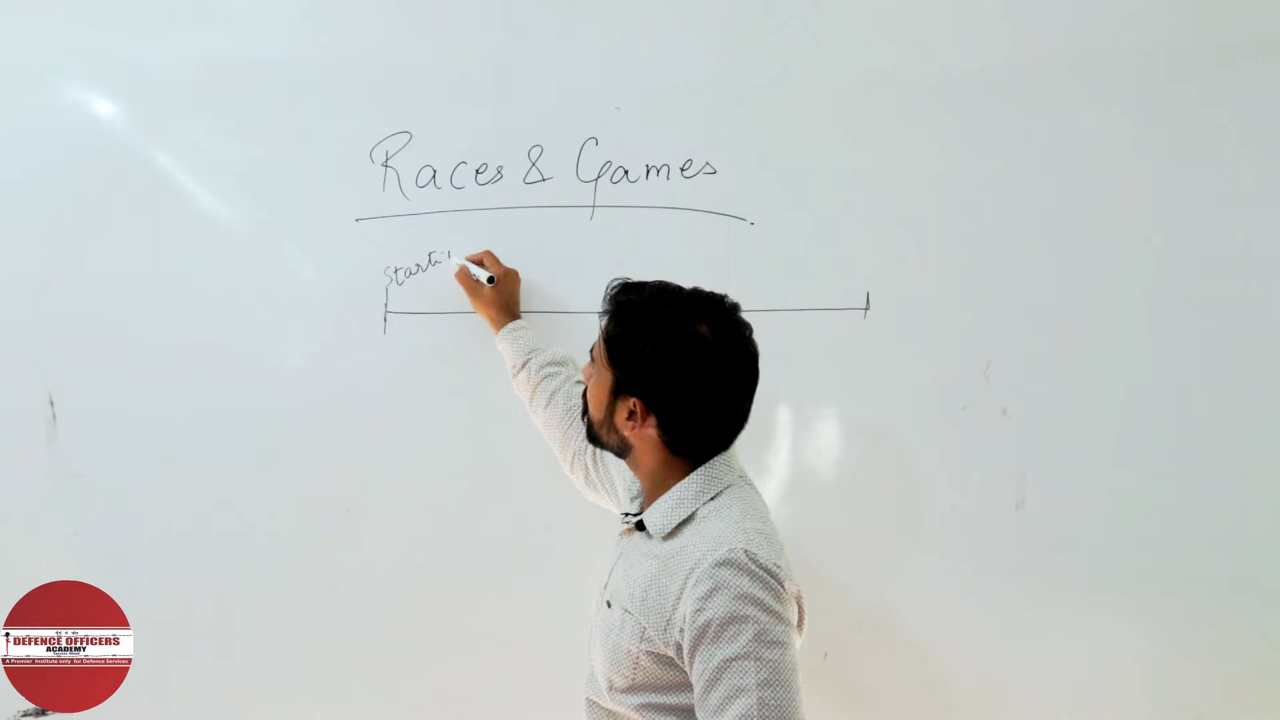 Races & Games
Starti
DEFENCE OFFICERS
ACADEMY
A Premier Institute only for Defence Services